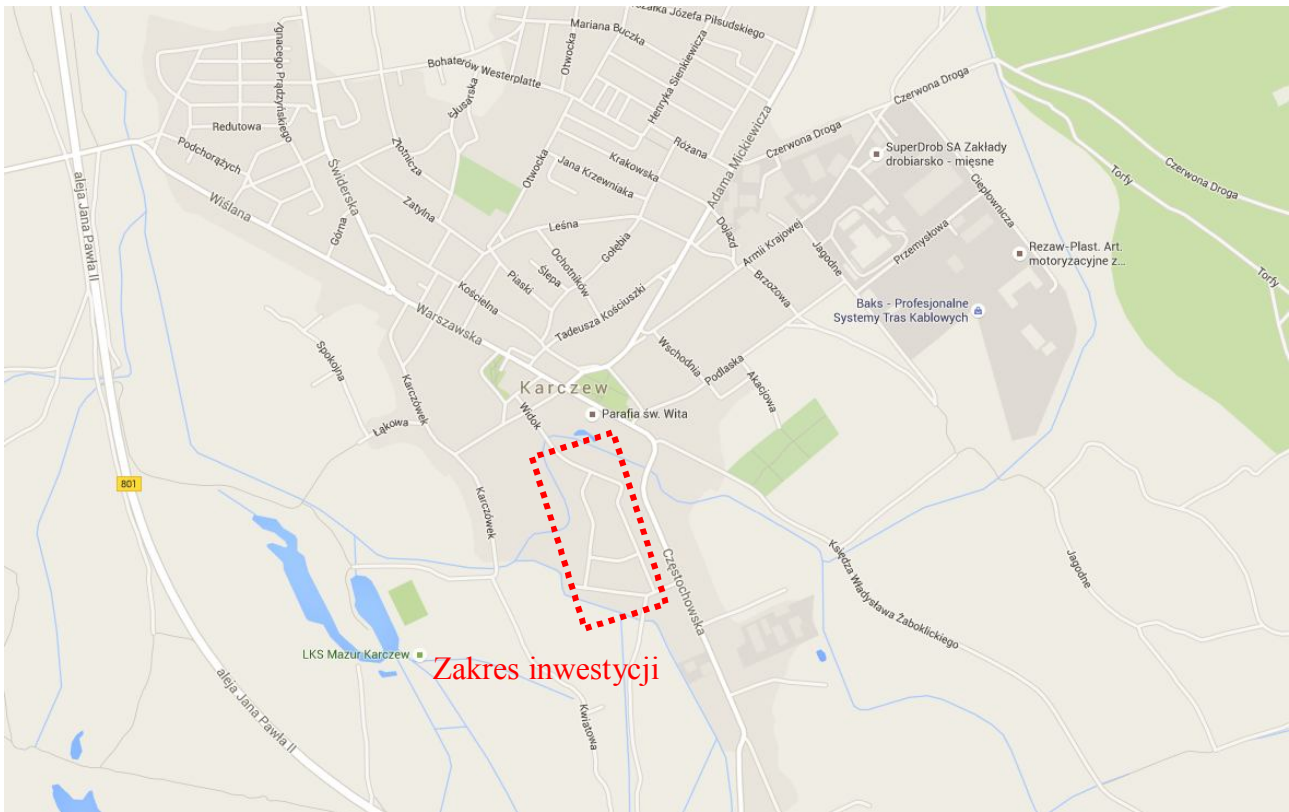 Józefa Piłsudskiego
Mariana Buczka
Otwocka
Henryka Sienkiewicza
Ignacego Prądzyńskiego
Bohaterów Westerplatte
Ślusarska
Czerwona Droga
Redutowa
Podchorążych
Złotnicza
Różana
Adama Mickiewicza
Czerwona Droga
SuperDrob SA Zakłady
drobiarsko - mięsne
Krakowska
Jana Krzewniaka
Otwocka
Świderska
Zatylna
Ciepłownicza
Torfy
Czerwona Droga
aleja Jana Pawła II
Wiślana
Górna
Leśna
Gołębia
Ochotników
Ślepa
Piaski
Dojazd
Armii Krajowej
Jagodne
Przemysłowa
Rezaw-Plast. Art.
motoryzacyjne z...
Brzozowa
Torfy
Kościelna
Tadeusza Kościuszki
Warszawska
Baks - Profesjonalne
Systemy Tras Kablowych
Spokojna
Wschodnia
Podlaska
Akacjowa
Karczew
Karczówek
Widok
Parafia św. Wita
Łąkowa
801
Karczówek
Częstochowska
Księdza Władysława Żaboklickiego
Jagodne
LKS Mazur Karczew
Zakres inwestycji
aleja Jana Pawła II
Kwiatowa